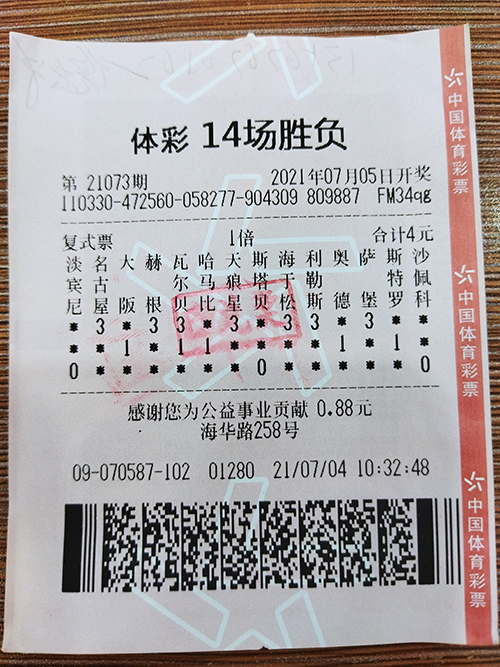 体彩 14场胜负
第 21073期 2021年07月05日开奖
110330-472560-058277-904309 809887 FM34qg
复式票 1倍 合计4元
淡 名 大 赫 瓦 哈 天 斯 海 利 奥 萨 斯 沙
宾 古 尔 马 狼 塔 于 勒 特 佩
尼 屋 阪 根 贝 比 星 贝 松 斯 德 堡 罗 科
* 3 * 3 3 * 3 * 3 3 * 3 * *
* * 1 * 1 1 * * * * 1 * 1 *
0 * * * * * * 0 * * * * * 0
感谢您为公益事业贡献 0.88元
海华路258号
09-070587-102 01280 21/07/04 10:32:48
中国体育彩票
中国体育彩票
中国体育彩票